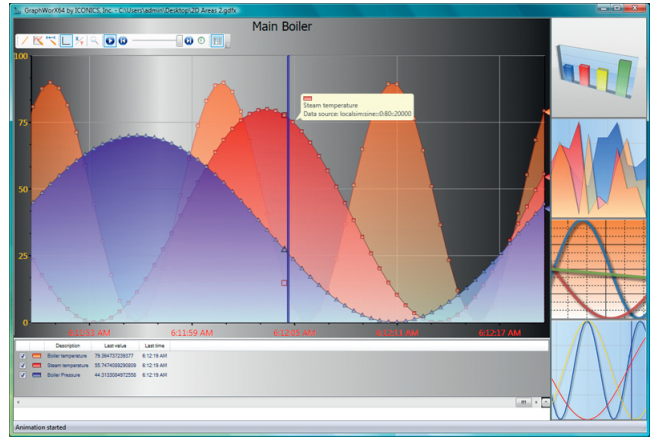 GraphWorX64 by ICONICS, Inc. - C:\Users\admin\Desktop\2D Areas 2.gdfx
Main Boiler
100
75
50
25
0
Steam temperature
Data source: localsim:sine::0:80::20000
6:11:53 AM
6:11:59 AM
6:12:05 AM
6:12:11 AM
6:12:17 AM
Description Last value Last time
Boiler temperature 79.364737239377 6:12:19 AM
Steam temperature 55.7474089290809 6:12:19 AM
Boiler Pressure 44.3133084972556 6:12:19 AM
Animation started